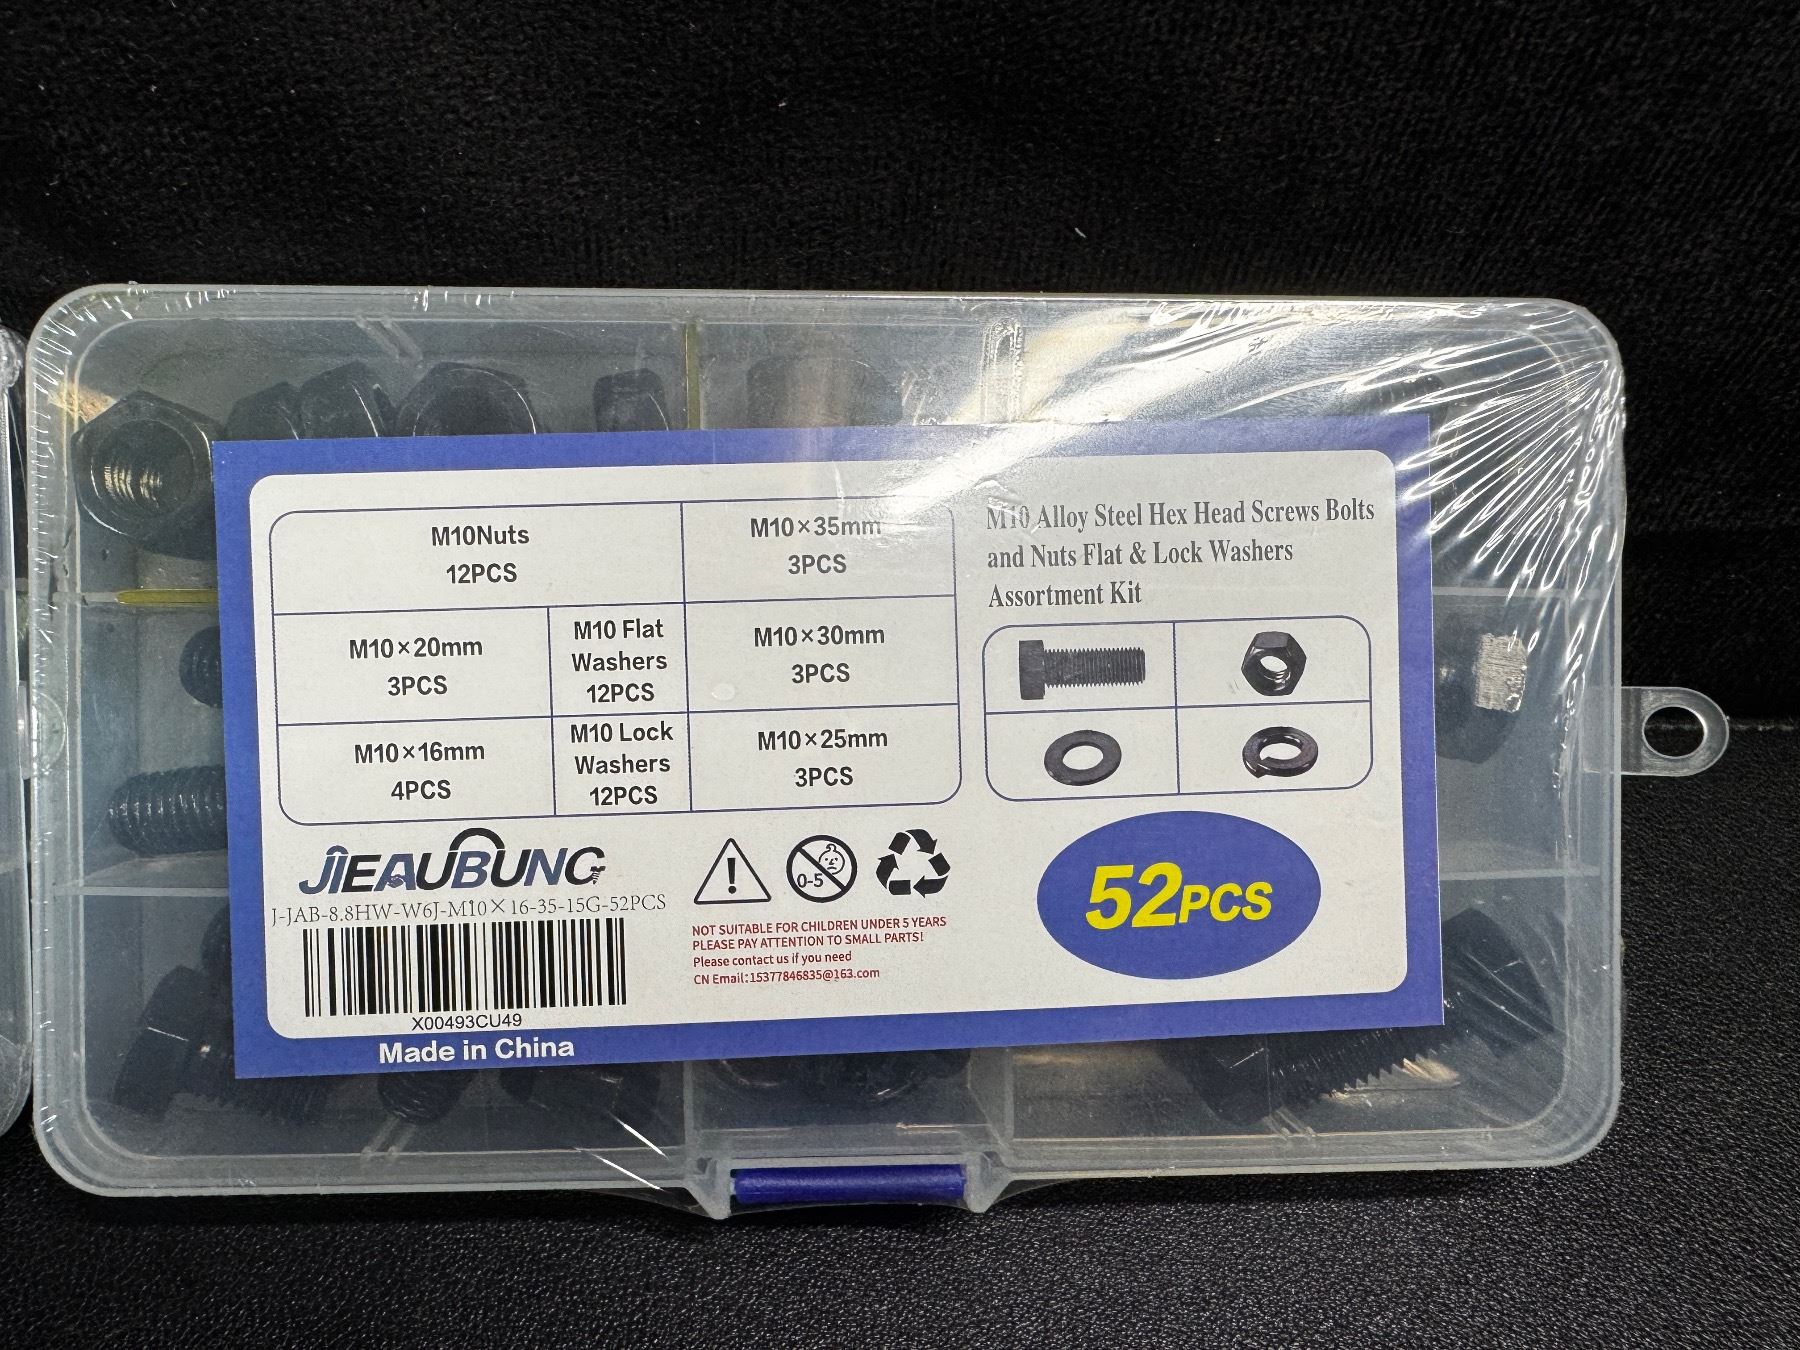 M10Nuts
12PCS
M10×35mm
3PCS
M10×20mm
3PCS
M10 Flat
Washers
12PCS
M10×30mm
3PCS
M10×16mm
4PCS
M10 Lock
Washers
12PCS
M10×25mm
3PCS
M10 Alloy Steel Hex Head Screws Bolts
and Nuts Flat & Lock Washers
Assortment Kit
JIEAUBUNG
J-JAB-8.8HW-W6J-M10×16-35-15G-52PCS
X00493CU49
Made in China
0-5
NOT SUITABLE FOR CHILDREN UNDER 5 YEARS
PLEASE PAY ATTENTION TO SMALL PARTS!
Please contact us if you need
CN Email:15377846835@163.com
52PCS